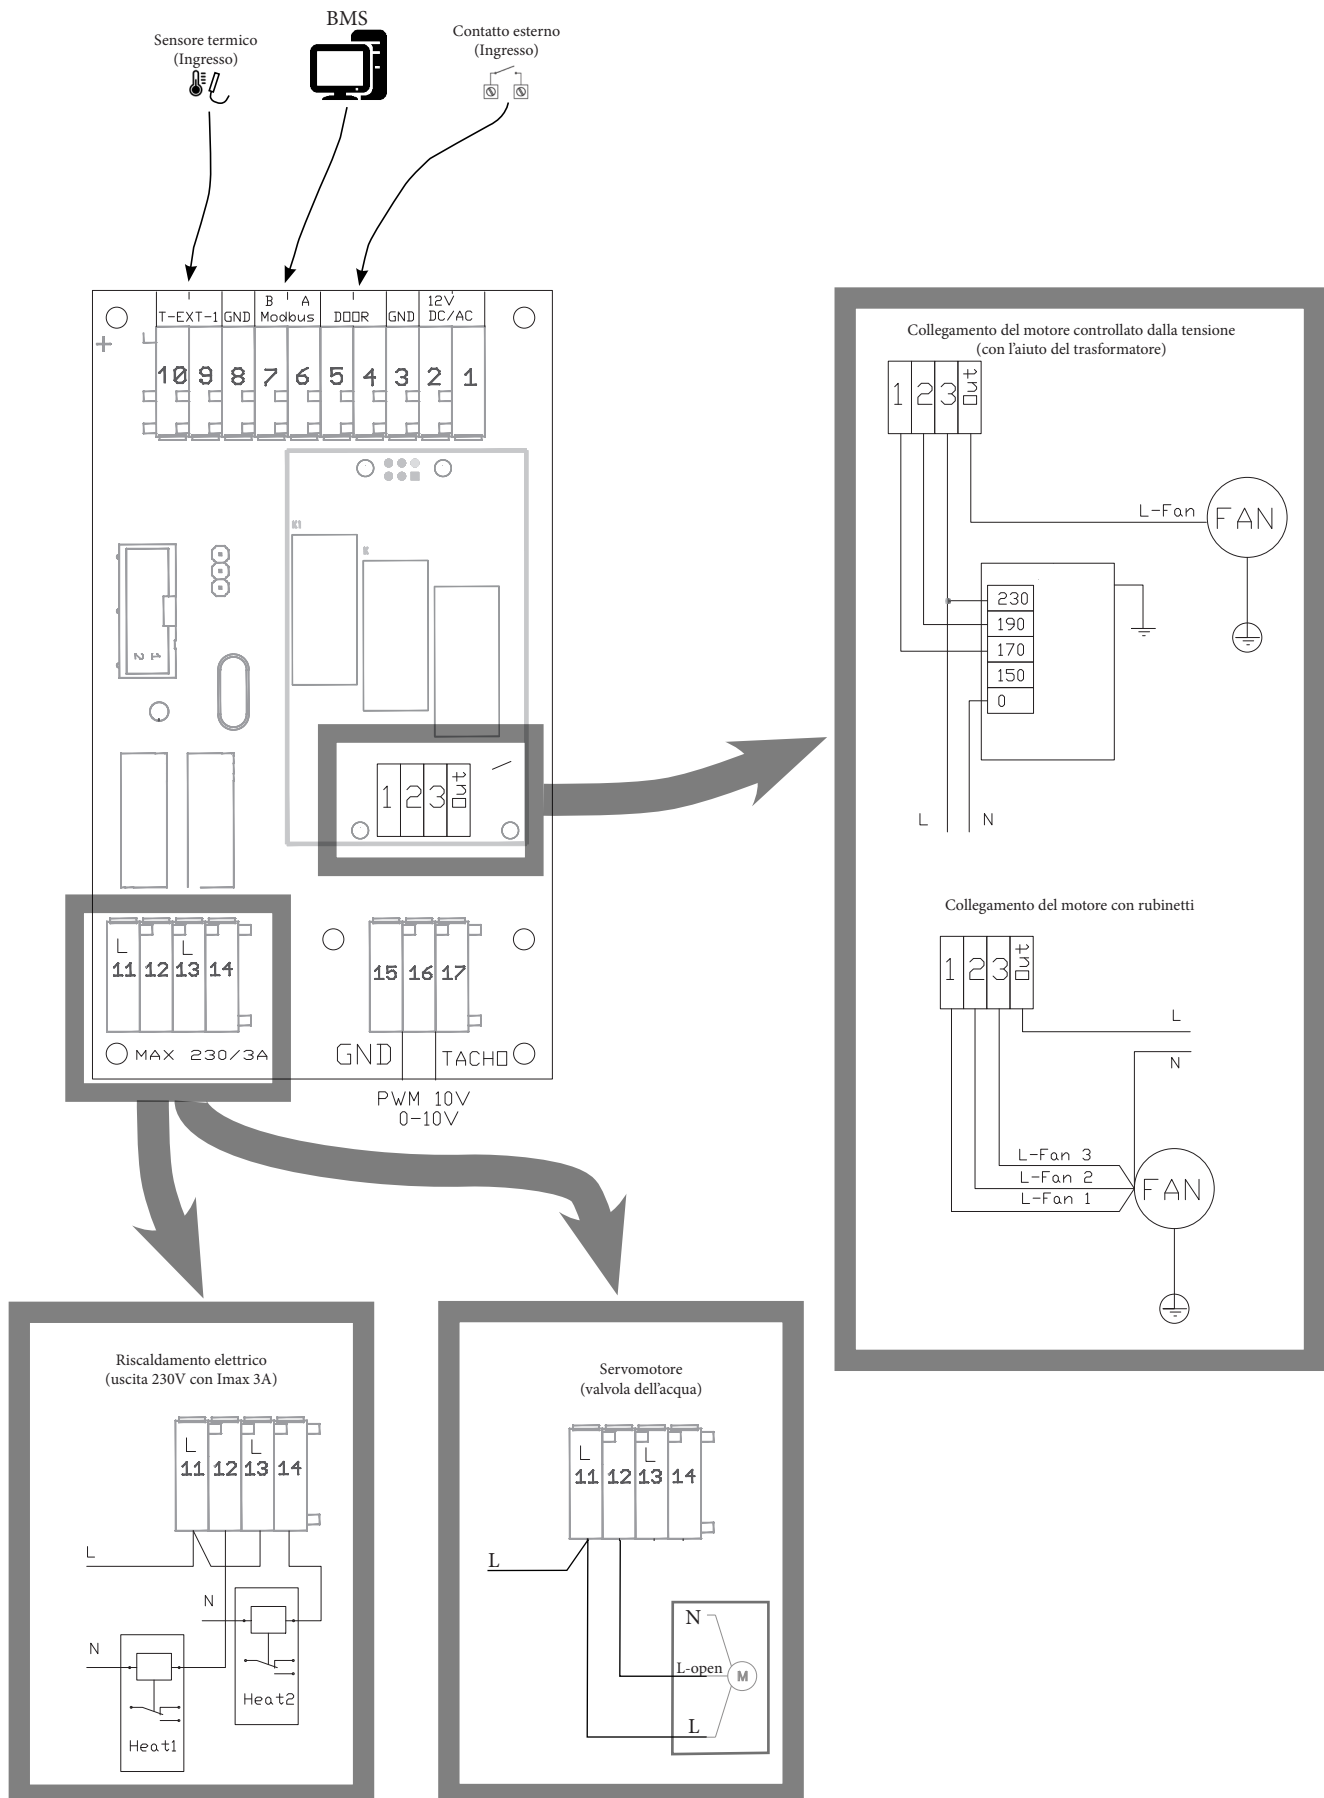 BMS
Sensore termico
(Ingresso)
Contatto esterno
(Ingresso)
B A
12V
T-EXT-1 GND Modbus DOOR GND DC/AC
10 9 8 7 6 5 4 3 2 1
K1
K
2 1
1 2 3 Out
L L
11 12 13 14
15 16 17
MAX 230/3A
GND TACHO
PWM 10V
0-10V
Collegamento del motore controllato dalla tensione
(con l'aiuto del trasformatore)
1 2 3 Out
L-Fan
FAN
230
190
170
150
0
L N
Collegamento del motore con rubinetti
1 2 3 Out
L
N
L-Fan 3
L-Fan 2
L-Fan 1
FAN
Riscaldamento elettrico
(uscita 230V con Imax 3A)
L L
11 12 13 14
L
N
N
Heat2
Heat1
Servomotore
(valvola dell'acqua)
L L
11 12 13 14
L
N
L-open
M
L